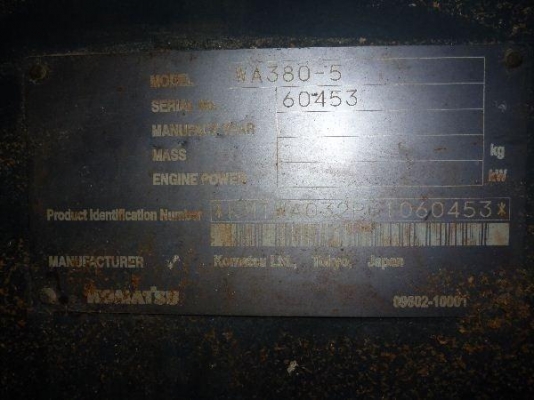 MODEL WA380-5
SERIAL No. 60453
MANUFACTURE YEAR
MASS kg
ENGINE POWER kW
Product Identification Number
MANUFACTURER Komatsu Ltd., Tokyo, Japan
KOMATSU 09602-10001